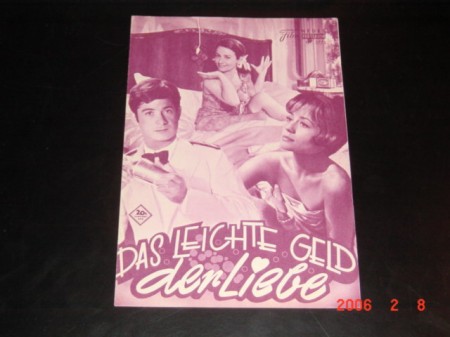 DAS LEICHTE GELD
der Liebe
2006 2 8